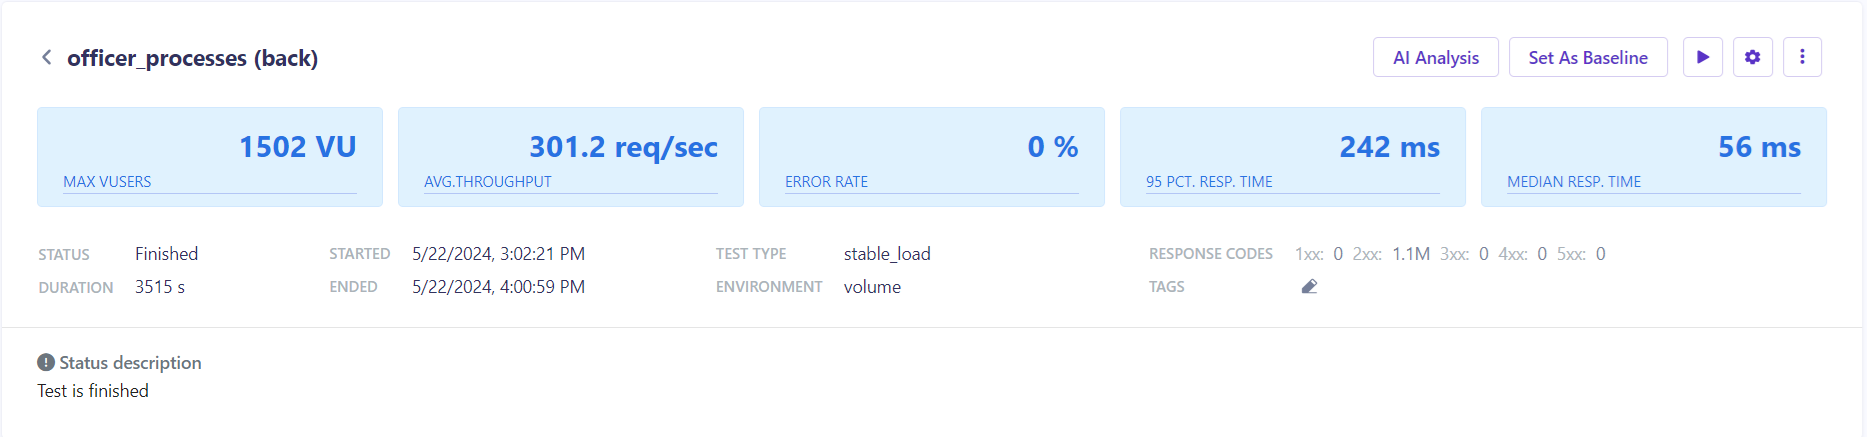 officer_processes (back)
AI Analysis
Set As Baseline
1502 VU
MAX VUSERS
301.2 req/sec
AVG.THROUGHPUT
0 %
ERROR RATE
242 ms
95 PCT. RESP. TIME
56 ms
MEDIAN RESP. TIME
STATUS Finished STARTED 5/22/2024, 3:02:21 PM TEST TYPE stable_load RESPONSE CODES 1xx: 0 2xx: 1.1M 3xx: 0 4xx: 0 5xx: 0
DURATION 3515 s ENDED 5/22/2024, 4:00:59 PM ENVIRONMENT volume TAGS
Status description
Test is finished